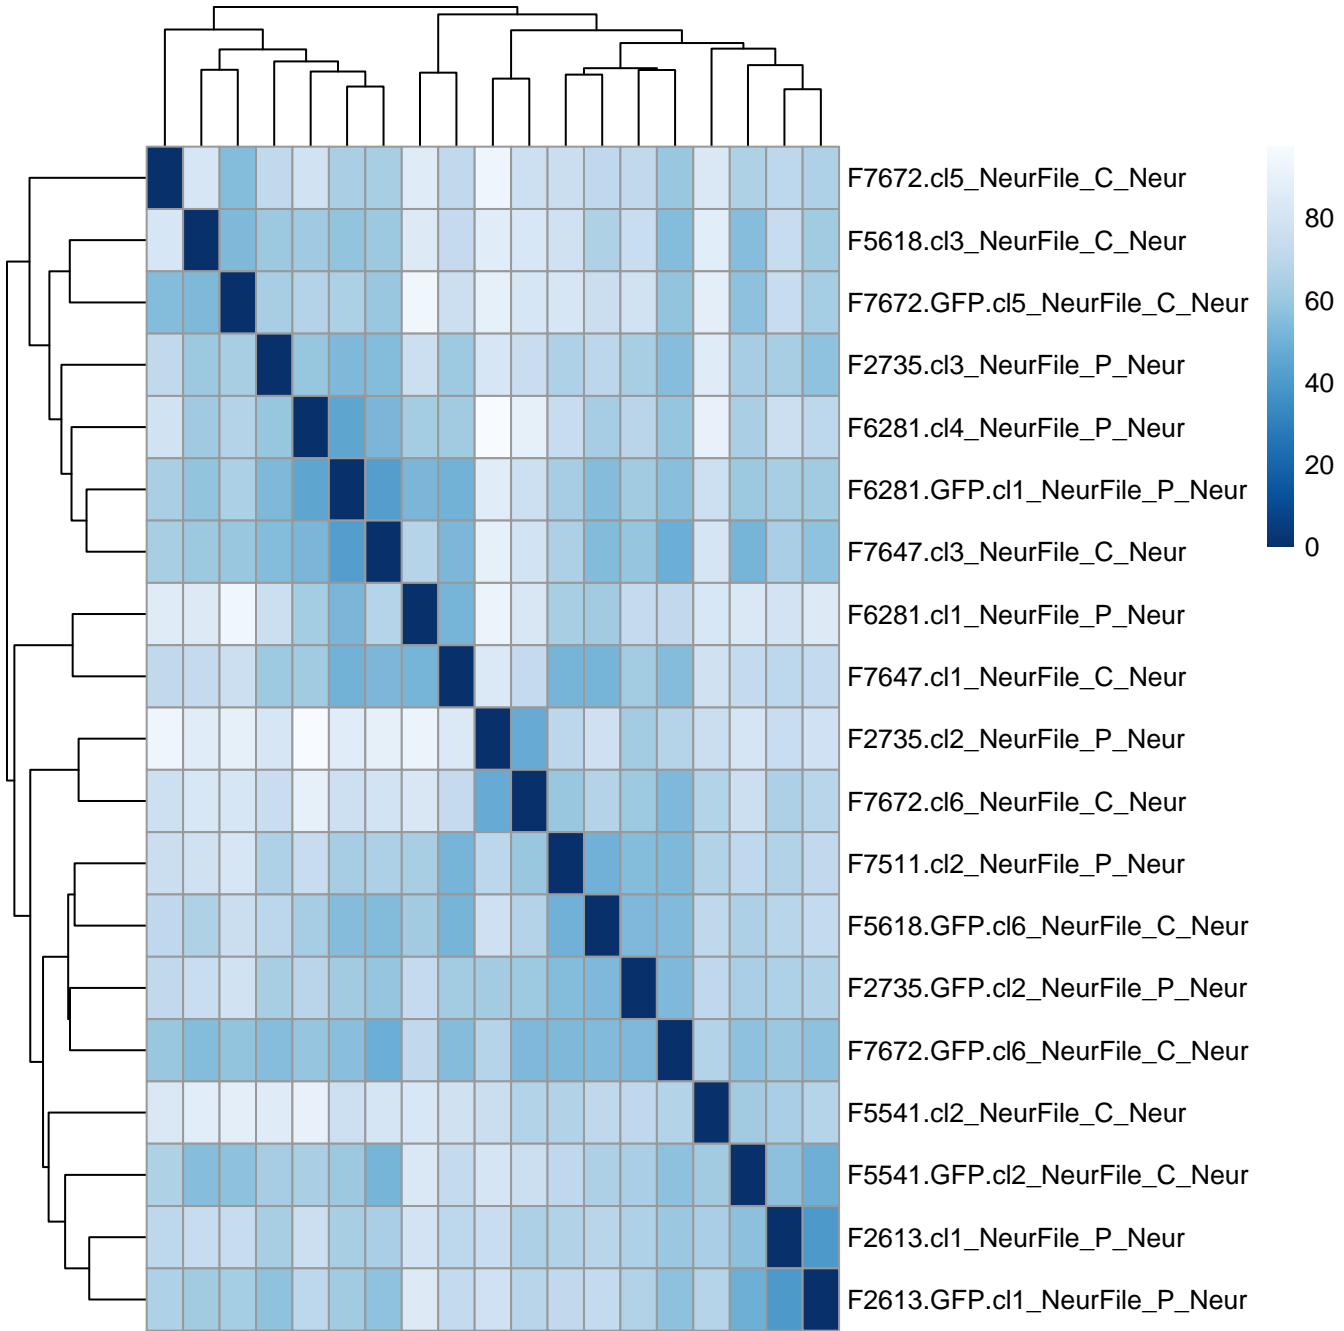 F7672.cl5_NeurFile_C_Neur
F5618.cl3_NeurFile_C_Neur
F7672.GFP.cl5_NeurFile_C_Neur
F2735.cl3_NeurFile_P_Neur
F6281.cl4_NeurFile_P_Neur
F6281.GFP.cl1_NeurFile_P_Neur
F7647.cl3_NeurFile_C_Neur
F6281.cl1_NeurFile_P_Neur
F7647.cl1_NeurFile_C_Neur
F2735.cl2_NeurFile_P_Neur
F7672.cl6_NeurFile_C_Neur
F7511.cl2_NeurFile_P_Neur
F5618.GFP.cl6_NeurFile_C_Neur
F2735.GFP.cl2_NeurFile_P_Neur
F7672.GFP.cl6_NeurFile_C_Neur
F5541.cl2_NeurFile_C_Neur
F5541.GFP.cl2_NeurFile_C_Neur
F2613.cl1_NeurFile_P_Neur
F2613.GFP.cl1_NeurFile_P_Neur
80
60
40
20
0